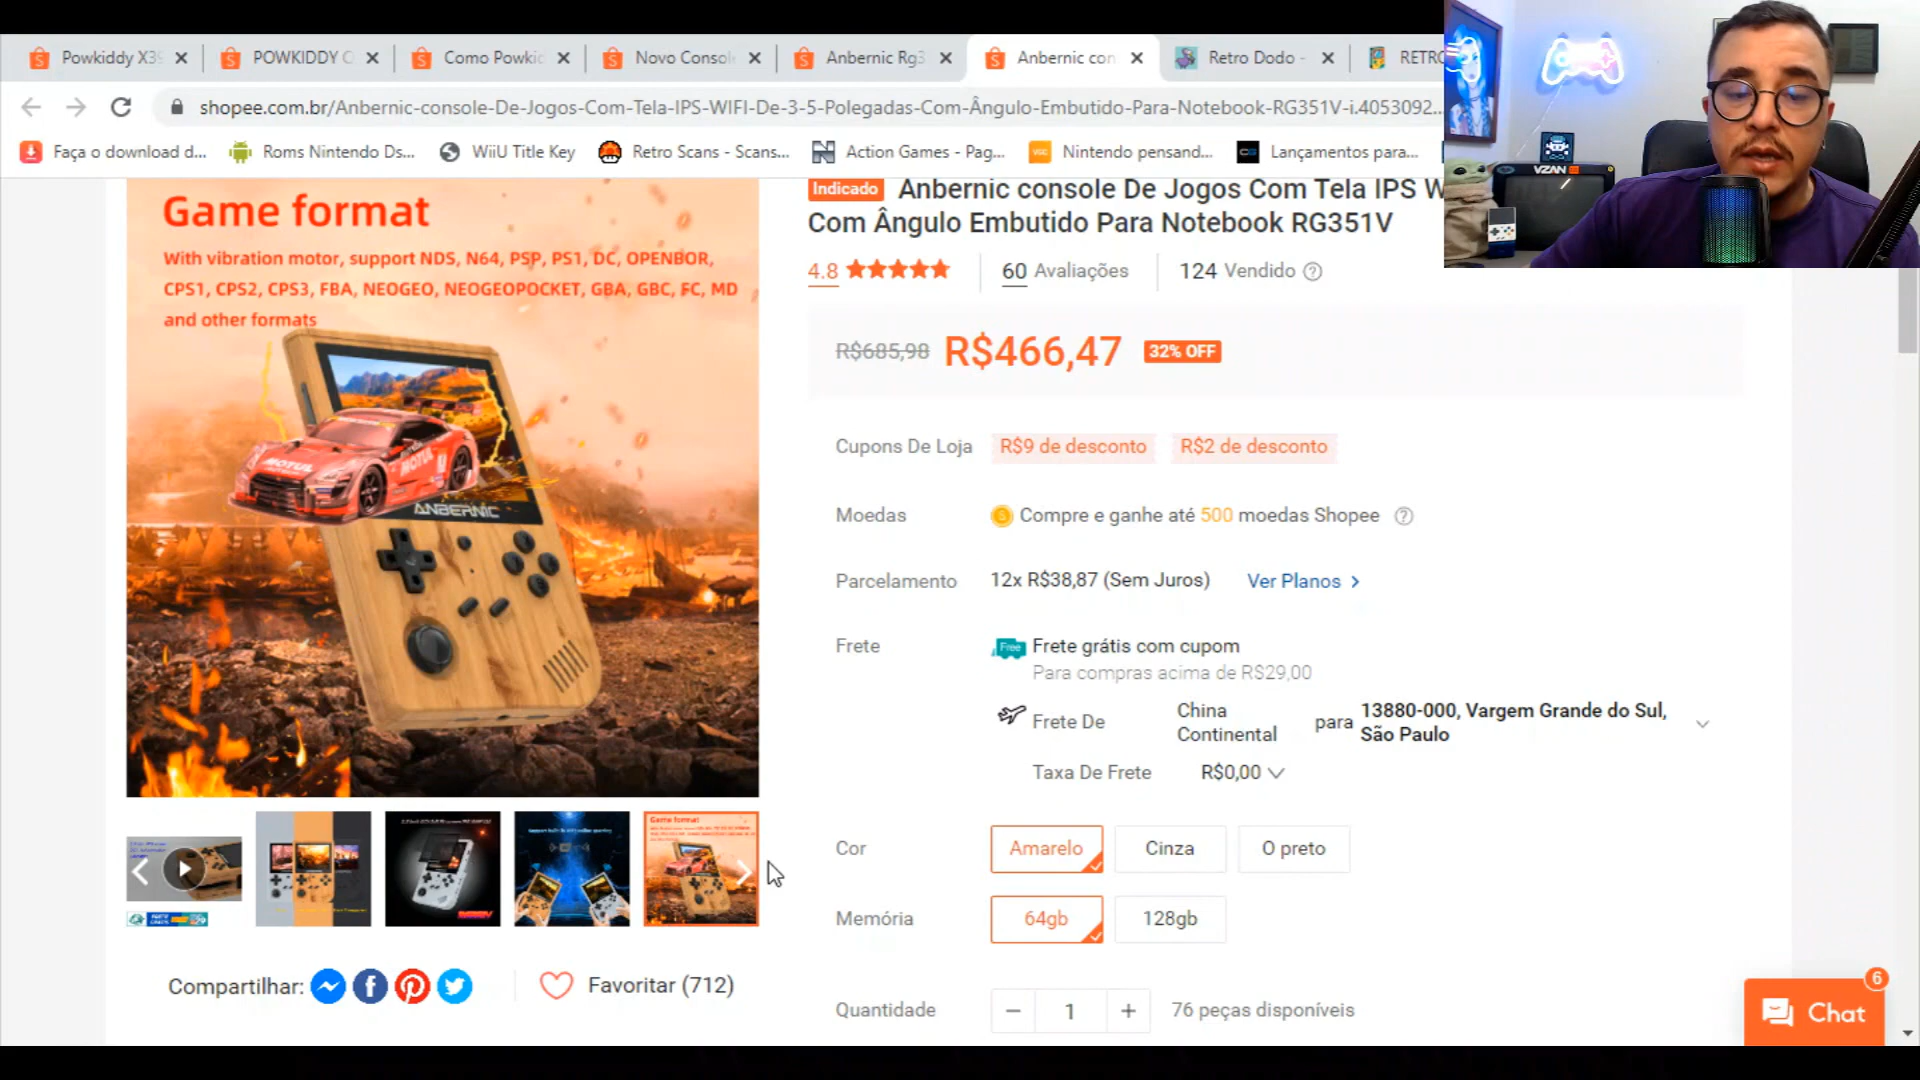 Powkiddy X39
POWKIDDY
Como Powkid
Novo Console
Anbernic Rg3
Anbernic con
Retro Dodo -
RETRO
shopee.com.br/Anbernic-console-De-Jogos-Com-Tela-IPS-WIFI-De-3-5-Polegadas-Com-Ângulo-Embutido-Para-Notebook-RG351V-i.4053092...
Faça o download d...
Roms Nintendo Ds...
WiiU Title Key
Retro Scans - Scans...
Action Games - Pag...
Nintendo pensand...
Lançamentos para...
VZAN
Game format
With vibration motor, support NDS, N64, PSP, PS1, DC, OPENBOR,
CPS1, CPS2, CPS3, FBA, NEOGEO, NEOGEOPOCKET, GBA, GBC, FC, MD
and other formats
MOTUL
MOTUL
ANBERNIC
Indicado Anbernic console De Jogos Com Tela IPS W
Com Ângulo Embutido Para Notebook RG351V
4.8 60 Avaliações 124 Vendido
R$685,98 R$466,47 32% OFF
Cupons De Loja R$9 de desconto R$2 de desconto
Moedas Compre e ganhe até 500 moedas Shopee
Parcelamento 12x R$38,87 (Sem Juros) Ver Planos
Frete Free Frete grátis com cupom
Para compras acima de R$29,00
Frete De China Continental para 13880-000, Vargem Grande do Sul, São Paulo
Taxa De Frete R$0,00
Cor Amarelo Cinza O preto
Memória 64gb 128gb
Quantidade − 1 + 76 peças disponíveis
Game format
Compartilhar:
Favoritar (712)
6
Chat